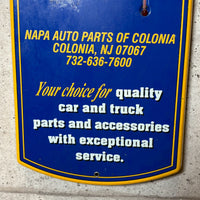 NAPA AUTO PARTS OF COLONIA
COLONIA, NJ 07067
732-636-7600
Your choice for quality
car and truck
parts and accessories
with exceptional
service.